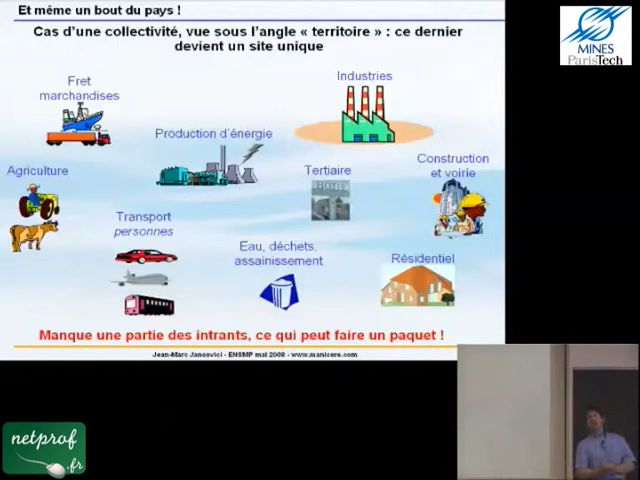 Et même un bout du pays !
Cas d'une collectivité, vue sous l'angle « territoire » : ce dernier
devient un site unique
MINES
ParisTech
Fret
marchandises
Industries
Production d'énergie
Agriculture
Tertiaire
Construction
et voirie
Transport
personnes
Eau, déchets,
assainissement
Résidentiel
Manque une partie des intrants, ce qui peut faire un paquet !
Jean-Marc Jancovici - ENSMP mai 2008 - www.manicore.com
netprof
.fr